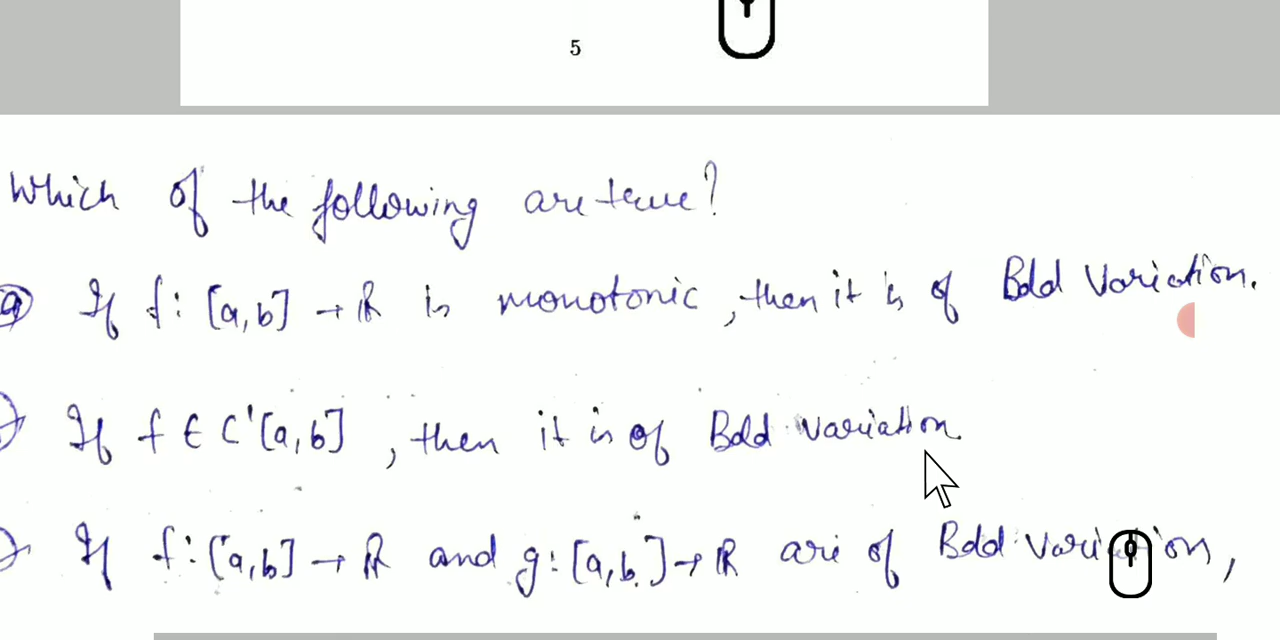 5
Which of the following are true?
a If f : [a,b] → ℝ is monotonic, then it is of Bdd Variation.
If f ∈ C'[a,b], then it is of Bdd variation.
If f : [a,b] → ℝ and g : [a,b] → ℝ are of Bdd Variation,